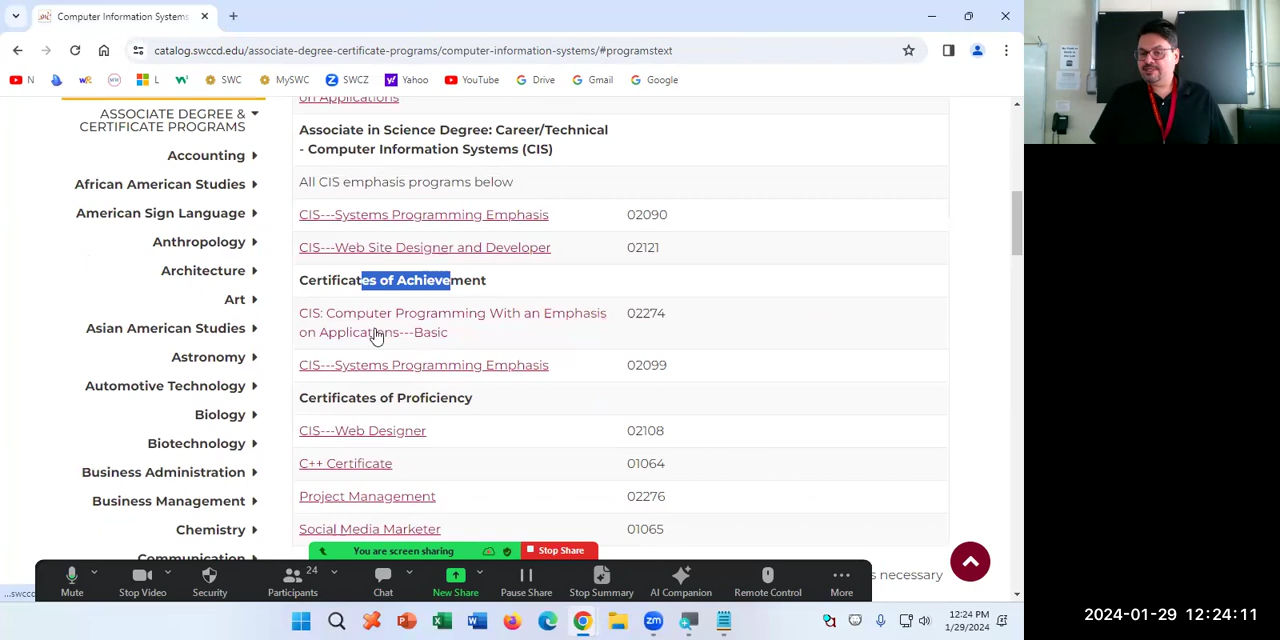 Computer Information Systems
catalog.swccd.edu/associate-degree-certificate-programs/computer-information-systems/#programstext
N
L
SWC
MySWC
SWCZ
Yahoo
YouTube
Drive
Gmail
Google
ASSOCIATE DEGREE &
CERTIFICATE PROGRAMS
Accounting
African American Studies
American Sign Language
Anthropology
Architecture
Art
Asian American Studies
Astronomy
Automotive Technology
Biology
Biotechnology
Business Administration
Business Management
Chemistry
Communication
on Applications
Associate in Science Degree: Career/Technical
- Computer Information Systems (CIS)
All CIS emphasis programs below
CIS---Systems Programming Emphasis 02090
CIS---Web Site Designer and Developer 02121
Certificates of Achievement
CIS: Computer Programming With an Emphasis 02274
on Applications---Basic
CIS---Systems Programming Emphasis 02099
Certificates of Proficiency
CIS---Web Designer 02108
C++ Certificate 01064
Project Management 02276
Social Media Marketer 01065
s necessary
You are screen sharing
Stop Share
24
Mute
Stop Video
Security
Participants
Chat
New Share
Pause Share
Stop Summary
AI Companion
Remote Control
More
12:24 PM
1/29/2024
2024-01-29 12:24:11